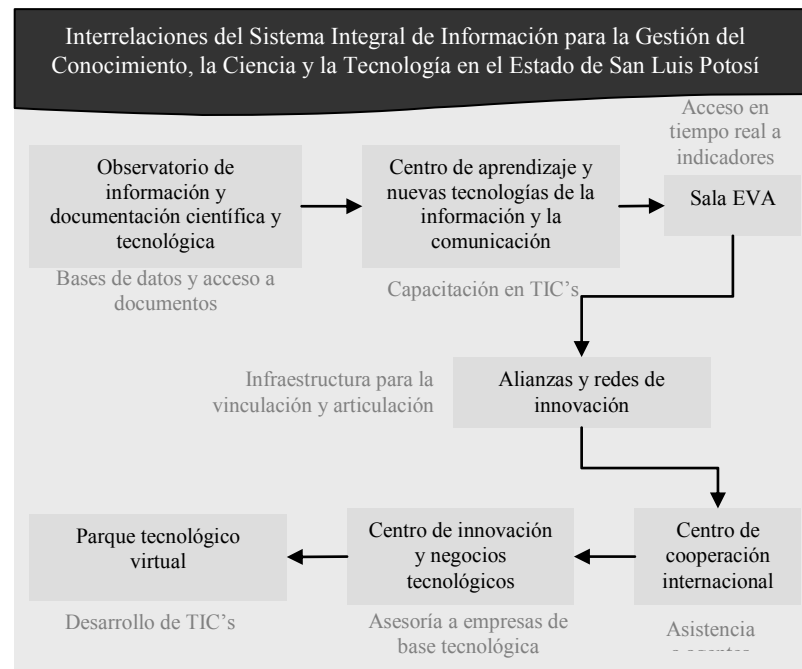 Interrelaciones del Sistema Integral de Información para la Gestión del
Conocimiento, la Ciencia y la Tecnología en el Estado de San Luis Potosí
Acceso en
tiempo real a
indicadores
Observatorio de
información y
documentación científica y
tecnológica
Bases de datos y acceso a
documentos
Centro de aprendizaje y
nuevas tecnologías de la
información y la
comunicación
Capacitación en TIC's
Sala EVA
Infraestructura para la
vinculación y articulación
Alianzas y redes de
innovación
Parque tecnológico
virtual
Desarrollo de TIC's
Centro de innovación
y negocios
tecnológicos
Asesoría a empresas de
base tecnológica
Centro de
cooperación
internacional
Asistencia